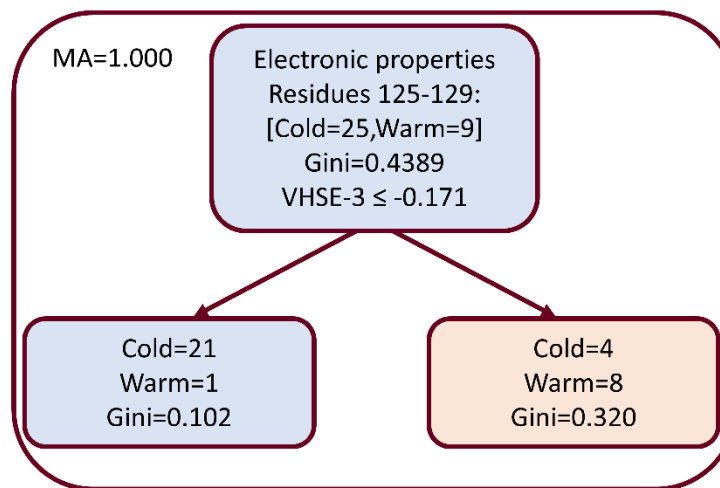 MA=1.000
Electronic properties
Residues 125-129:
[Cold=25,Warm=9]
Gini=0.4389
VHSE-3 ≤ -0.171
Cold=21
Warm=1
Gini=0.102
Cold=4
Warm=8
Gini=0.320